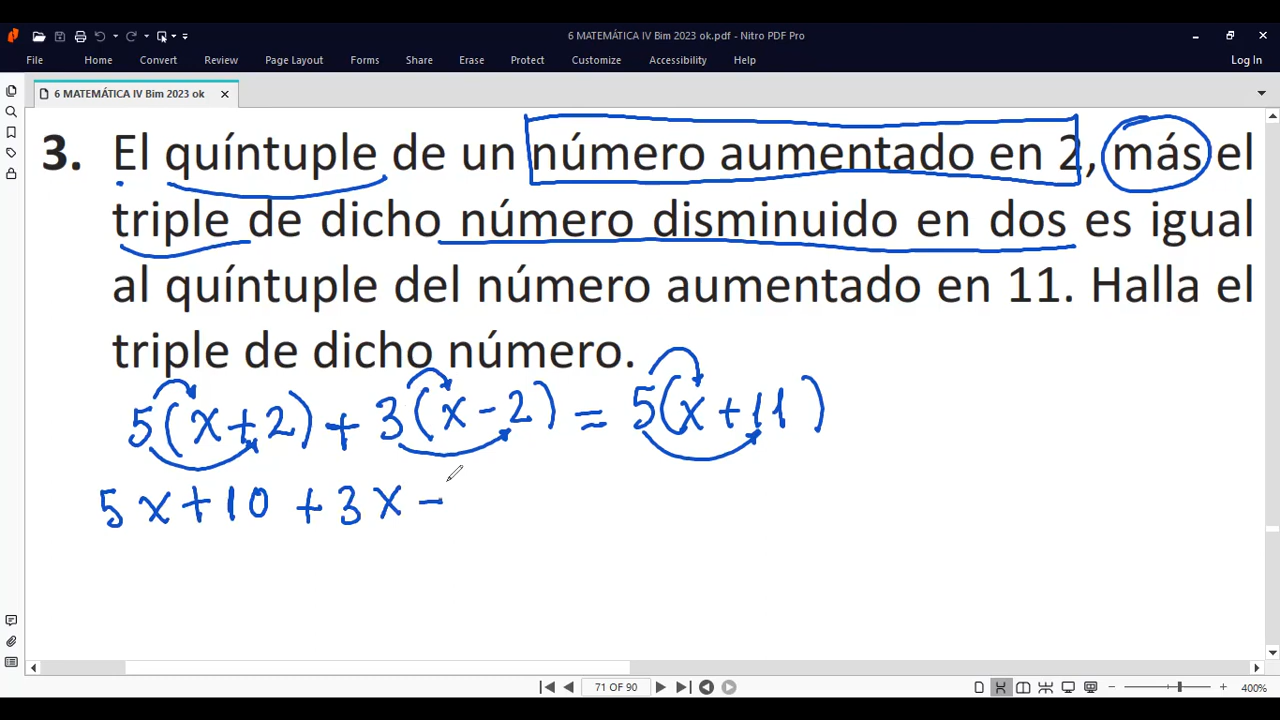 6 MATEMÁTICA IV Bim 2023 ok.pdf - Nitro PDF Pro
File Home Convert Review Page Layout Forms Share Erase Protect Customize Accessibility Help Log In
6 MATEMÁTICA IV Bim 2023 ok
3. El quíntuple de un número aumentado en 2, más el
triple de dicho número disminuido en dos es igual
al quíntuple del número aumentado en 11. Halla el
triple de dicho número.
5(x+2)+3(x-2)=5(x+11)
5x+10+3x-
71 OF 90
400%